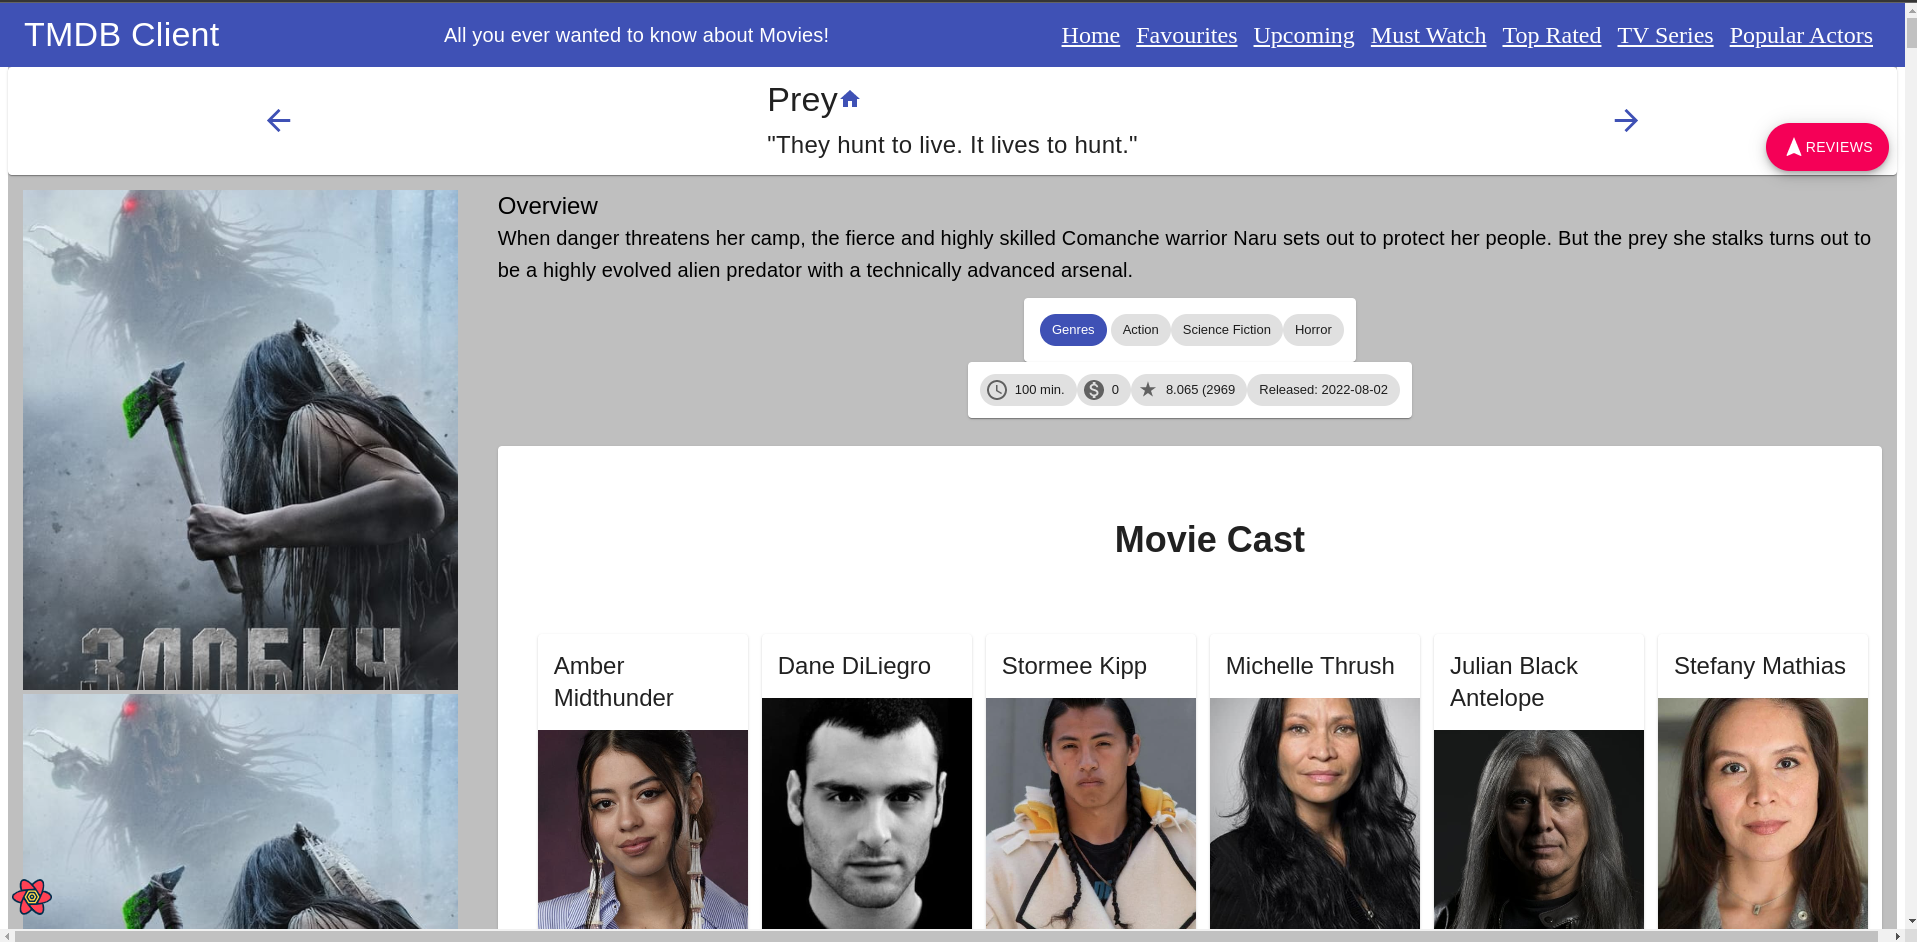 TMDB Client
All you ever wanted to know about Movies!
Home Favourites Upcoming Must Watch Top Rated TV Series Popular Actors
Prey
"They hunt to live. It lives to hunt."
REVIEWS
Overview
When danger threatens her camp, the fierce and highly skilled Comanche warrior Naru sets out to protect her people. But the prey she stalks turns out to
be a highly evolved alien predator with a technically advanced arsenal.
Genres Action Science Fiction Horror
100 min. 0 8.065 (2969 Released: 2022-08-02
ЗДОБИЧ
Movie Cast
Amber
Midthunder
Dane DiLiegro
Stormee Kipp
Michelle Thrush
Julian Black
Antelope
Stefany Mathias